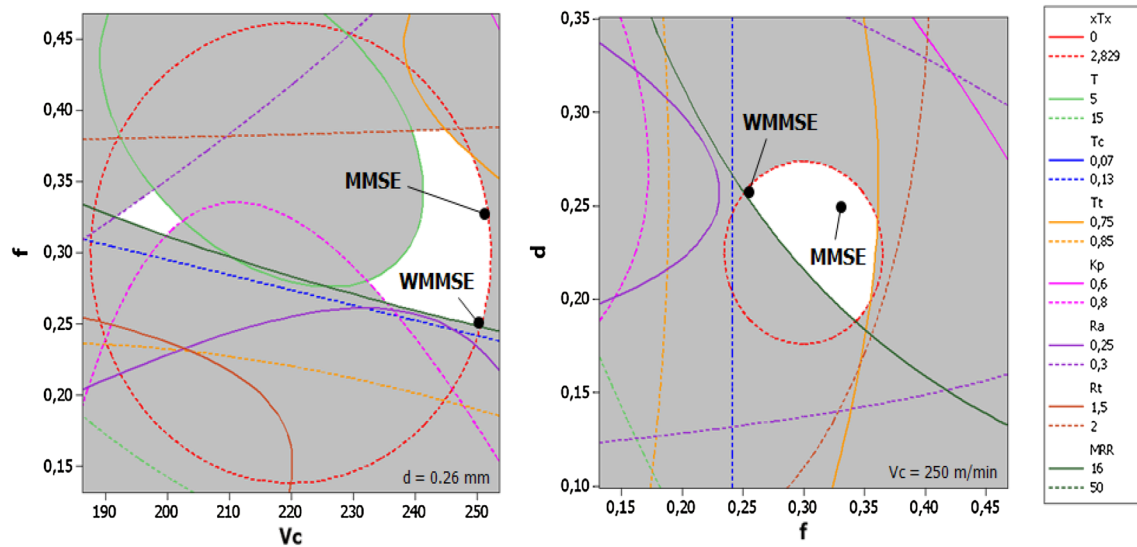 0,45
0,40
0,35
0,30
0,25
0,20
0,15
f
MMSE
WMMSE
d = 0.26 mm
190
200
210
220
230
240
250
Vc
0,35
0,30
0,25
0,20
0,15
0,10
d
WMMSE
MMSE
Vc = 250 m/min
0,15
0,20
0,25
0,30
0,35
0,40
0,45
f
xTx
0
2,829
T
5
15
Tc
0,07
0,13
Tt
0,75
0,85
Kp
0,6
0,8
Ra
0,25
0,3
Rt
1,5
2
MRR
16
50